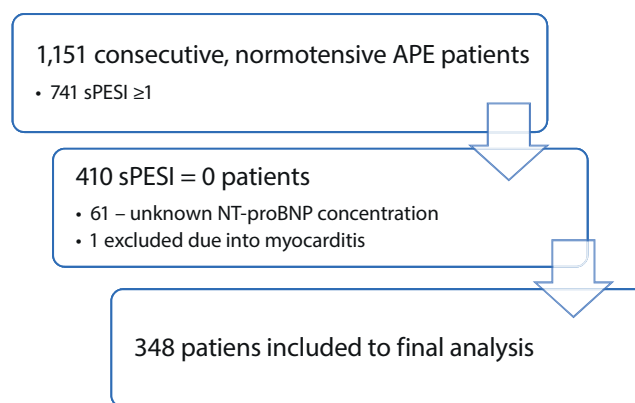 1,151 consecutive, normotensive APE patients
• 741 sPESI ≥1
410 sPESI = 0 patients
• 61 – unknown NT-proBNP concentration
• 1 excluded due into myocarditis
348 patiens included to final analysis